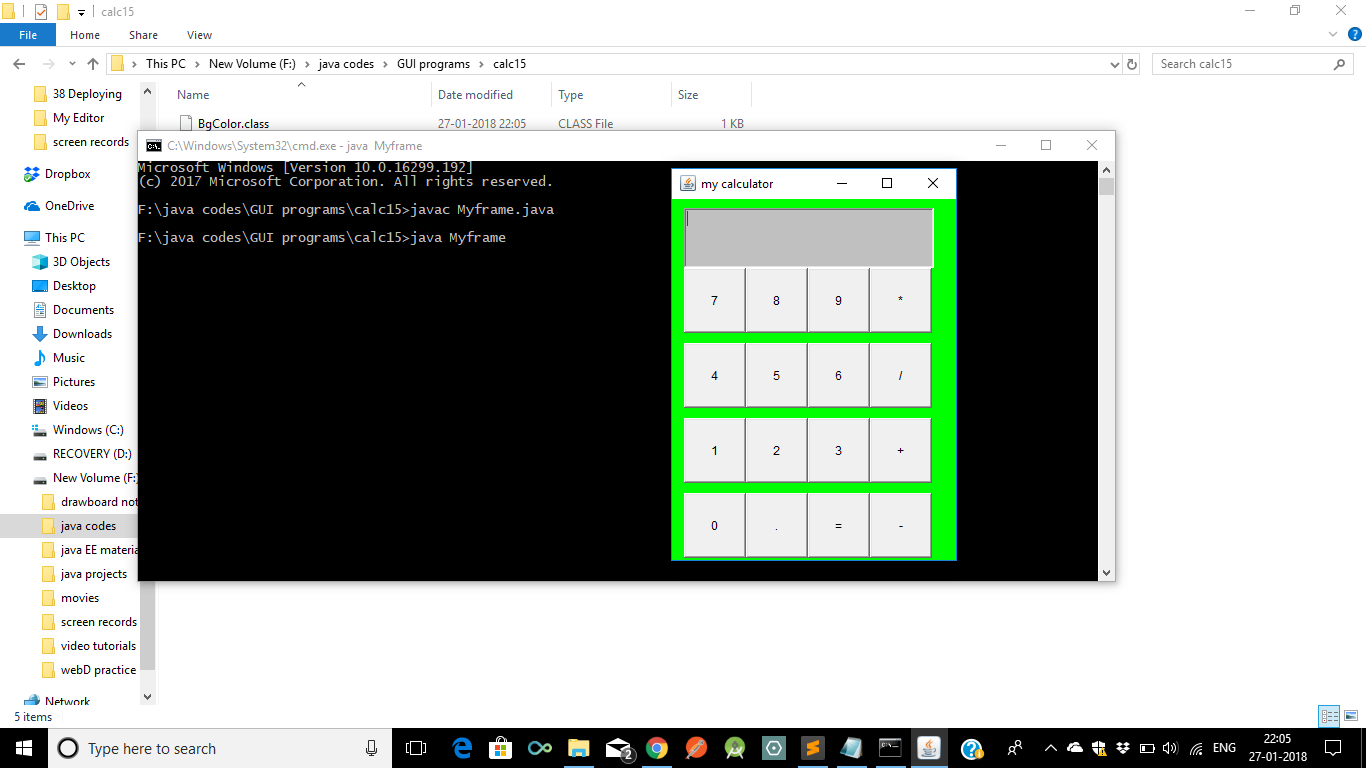 calc15
File Home Share View
This PC New Volume (F:) java codes GUI programs calc15
Search calc15
Name Date modified Type Size
BgColor.class 27-01-2018 22:05 CLASS File 1 KB
38 Deploying
My Editor
screen records
Dropbox
OneDrive
This PC
3D Objects
Desktop
Documents
Downloads
Music
Pictures
Videos
Windows (C:)
RECOVERY (D:)
New Volume (F:)
drawboard not
java codes
java EE materia
java projects
movies
screen records
video tutorials
webD practice
Network
5 items
C:\Windows\System32\cmd.exe - java  Myframe
Microsoft Windows [Version 10.0.16299.192]
(c) 2017 Microsoft Corporation. All rights reserved.
F:\java codes\GUI programs\calc15>javac Myframe.java
F:\java codes\GUI programs\calc15>java Myframe
my calculator
7 8 9 *
4 5 6 /
1 2 3 +
0 . = -
Type here to search
2
ENG
22:05
27-01-2018